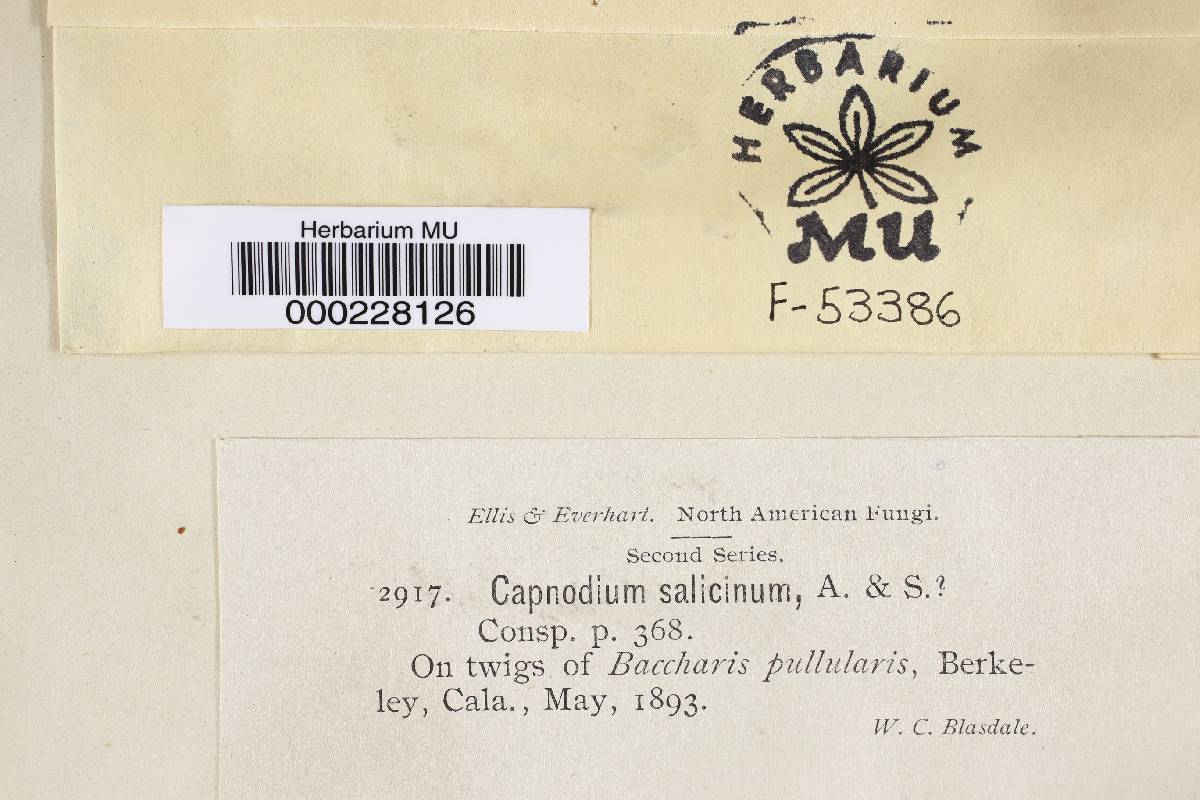 HERBARIUM
MU
F-53386
Herbarium MU
000228126
Ellis & Everhart. North American Fungi.
Second Series.
2917. Capnodium salicinum, A. & S.?
Consp. p. 368.
On twigs of Baccharis pullularis, Berke-
ley, Cala., May, 1893.
W. C. Blasdale.